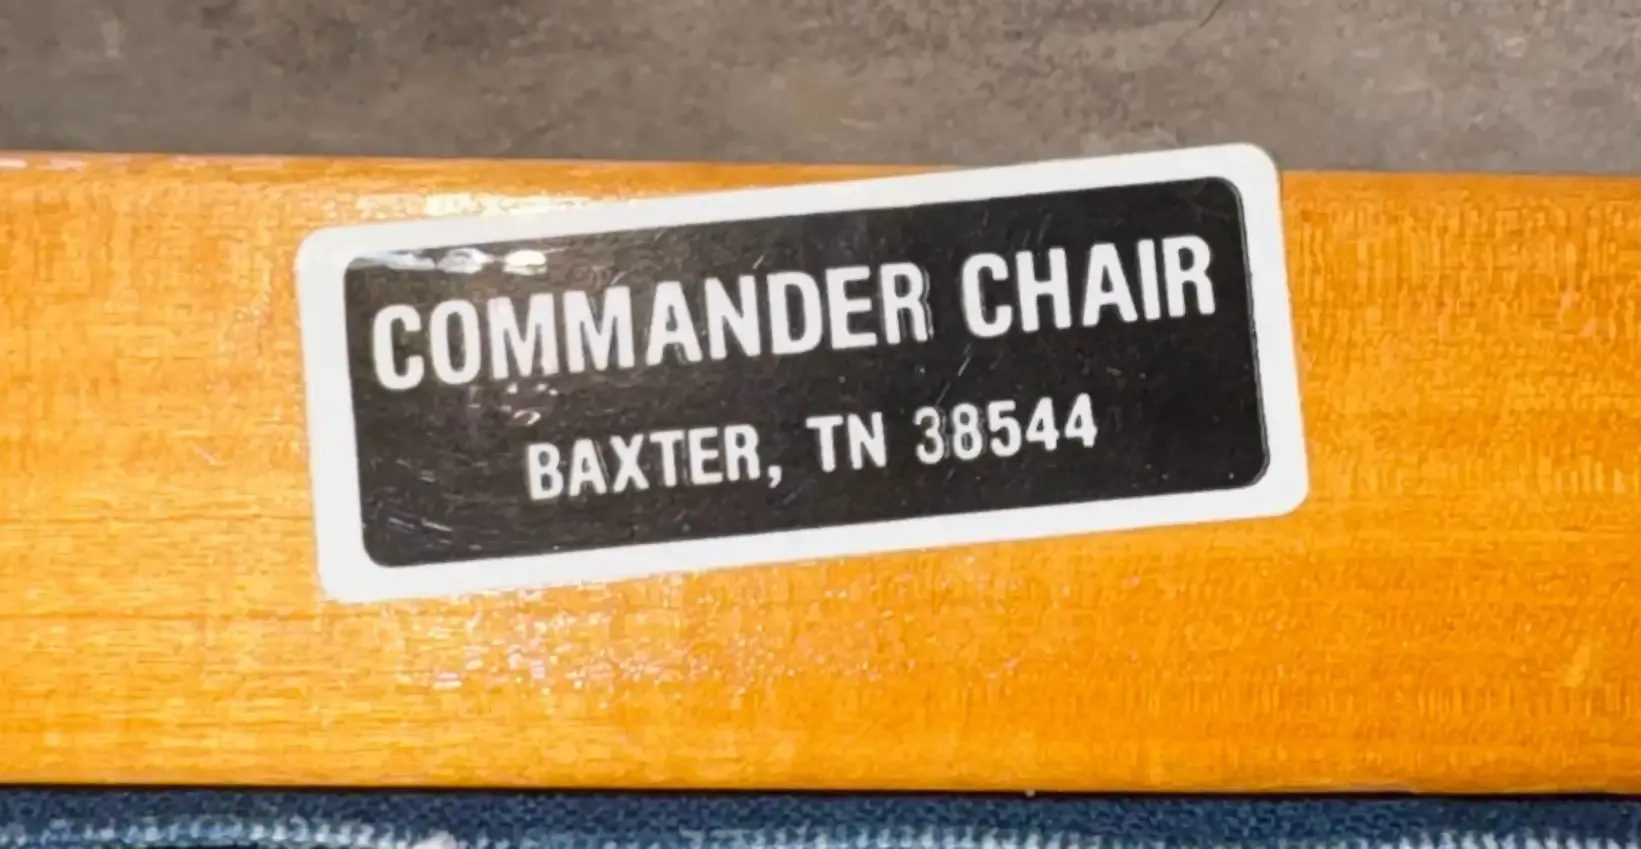 COMMANDER CHAIR
BAXTER, TN 38544